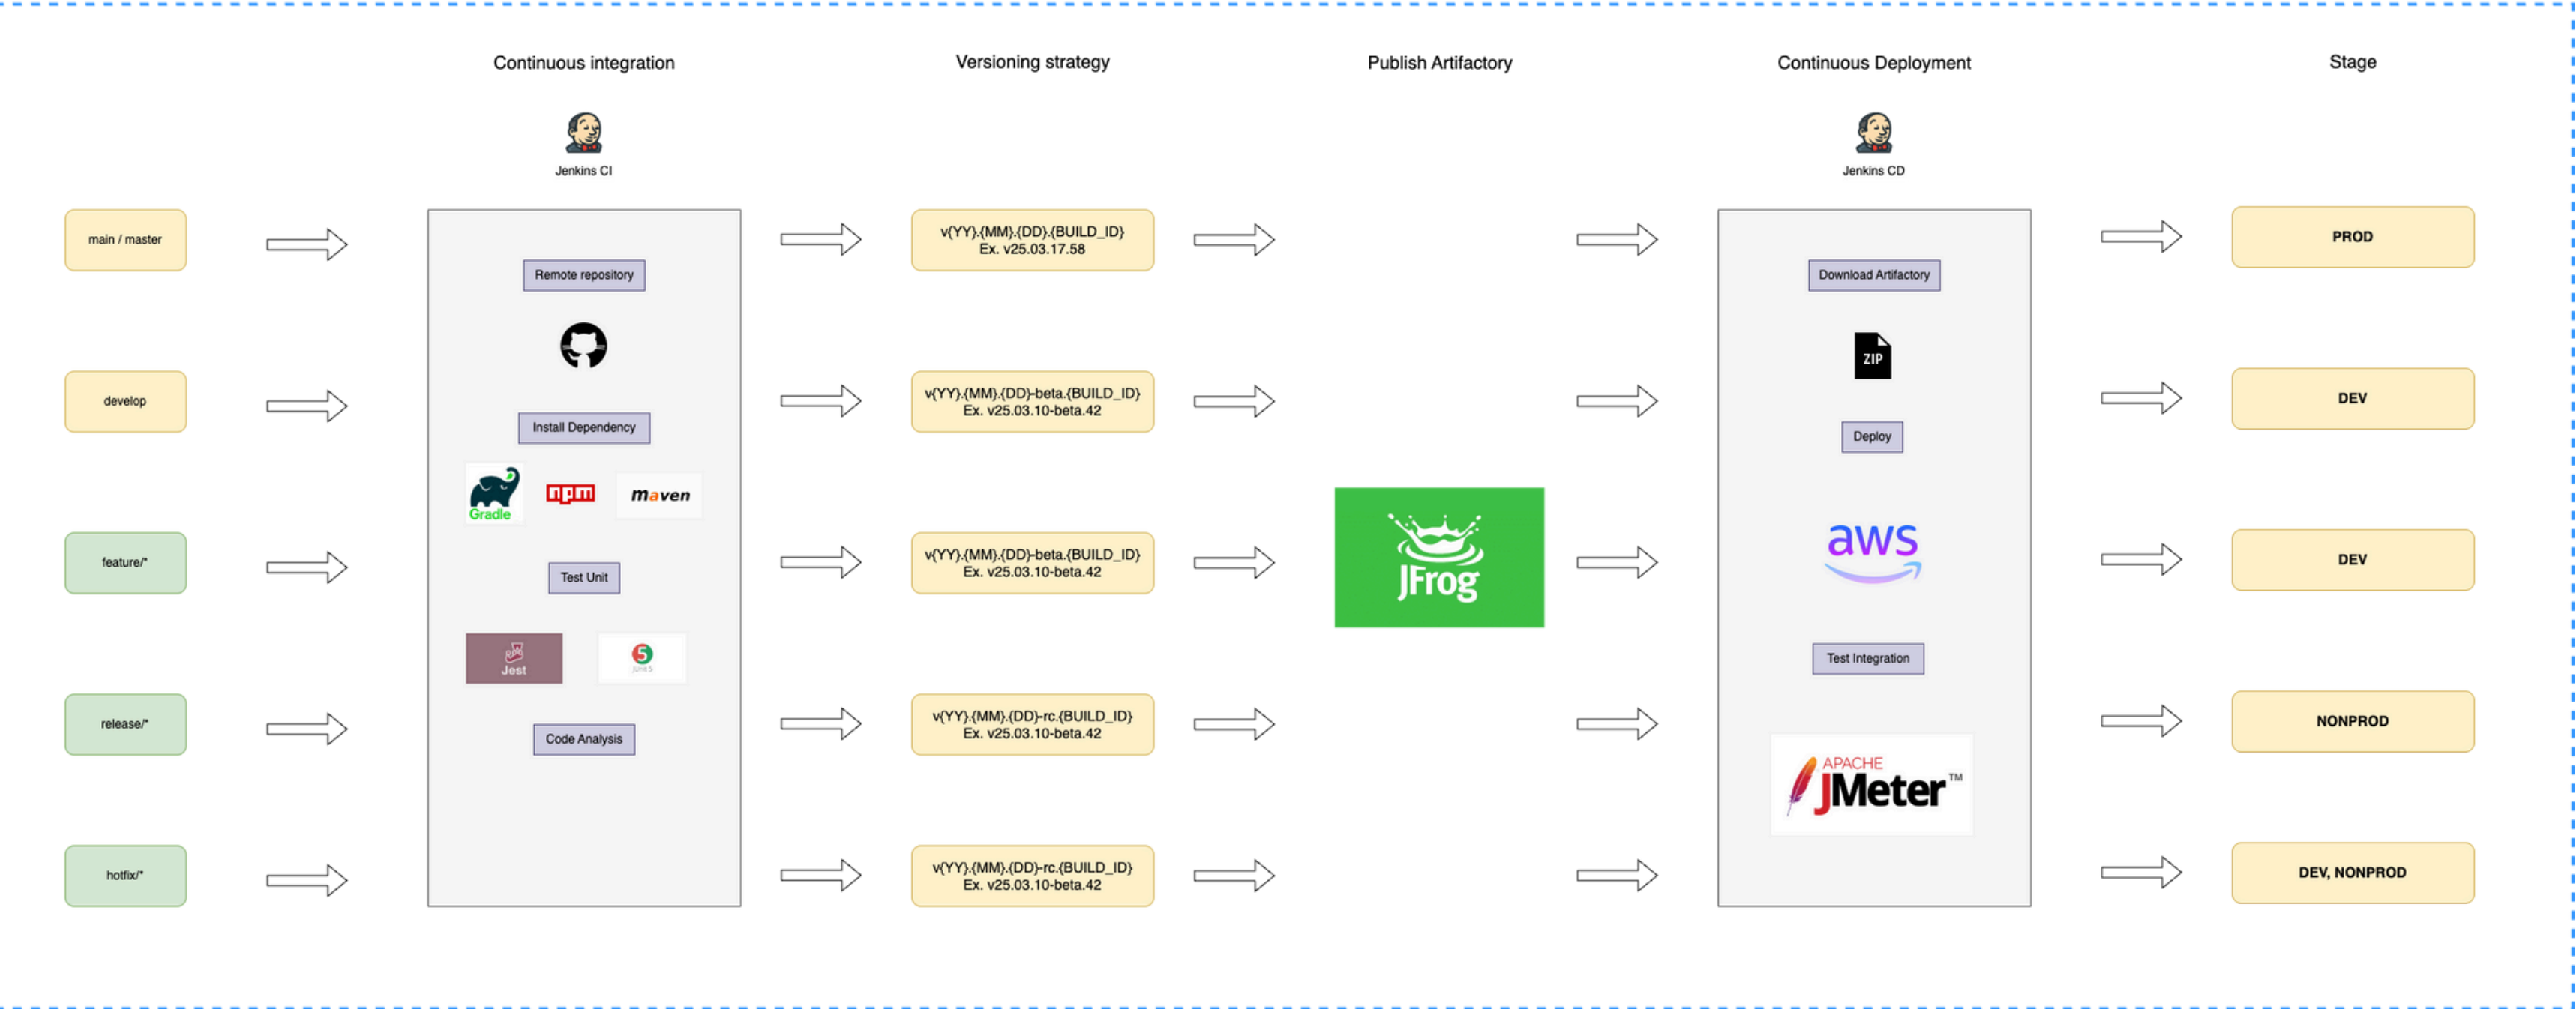 Continuous integration
Versioning strategy
Publish Artifactory
Continuous Deployment
Stage
Jenkins CI
Jenkins CD
main / master
v{YY}.{MM}.{DD}.{BUILD_ID}
Ex. v25.03.17.58
PROD
Remote repository
Download Artifactory
ZIP
develop
v{YY}.{MM}.{DD}-beta.{BUILD_ID}
Ex. v25.03.10-beta.42
DEV
Install Dependency
Deploy
Gradle
npm
maven
feature/*
v{YY}.{MM}.{DD}-beta.{BUILD_ID}
Ex. v25.03.10-beta.42
JFrog
aws
DEV
Test Unit
Jest
5
JUnit 5
Test Integration
release/*
v{YY}.{MM}.{DD}-rc.{BUILD_ID}
Ex. v25.03.10-beta.42
NONPROD
Code Analysis
APACHE
JMeter™
hotfix/*
v{YY}.{MM}.{DD}-rc.{BUILD_ID}
Ex. v25.03.10-beta.42
DEV, NONPROD